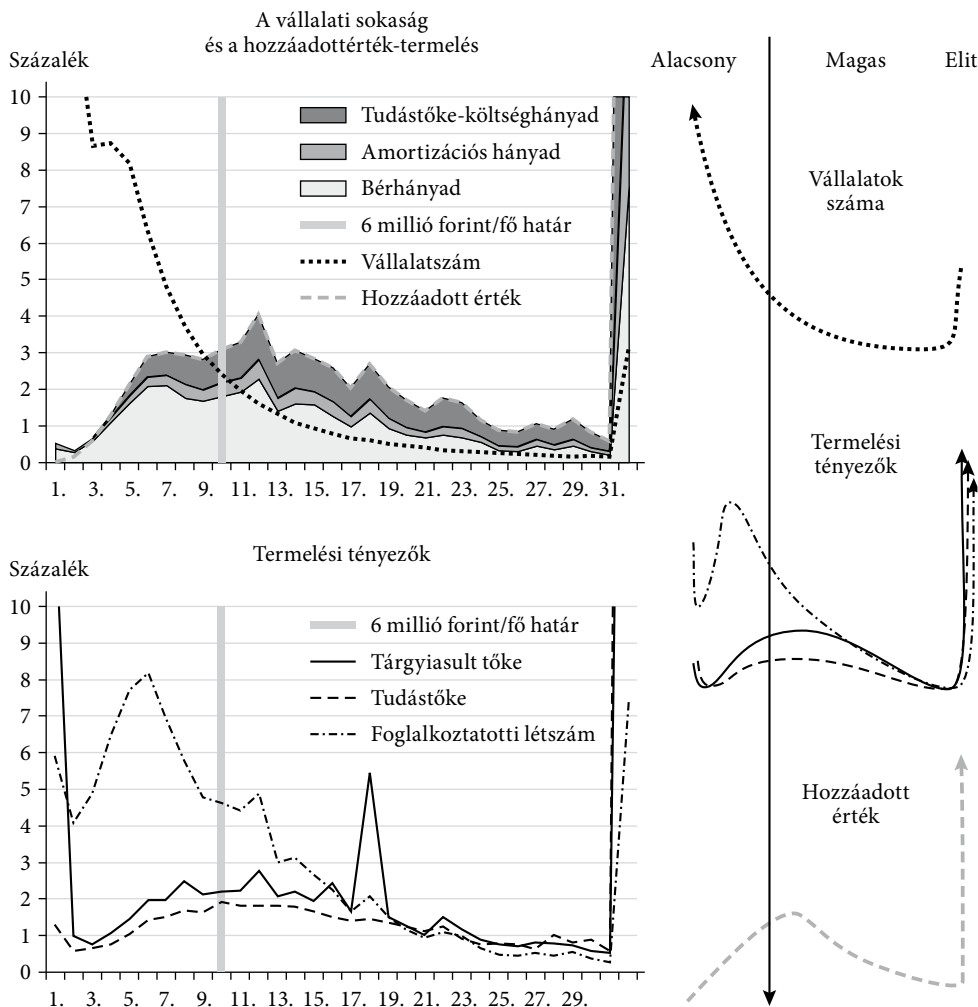 A vállalati sokaság
és a hozzáadottérték-termelés
Százalék
10
9
8
7
6
5
4
3
2
1
0
Tudástőke-költséghányad
Amortizációs hányad
Bérhányad
6 millió forint/fő határ
Vállalatszám
Hozzáadott érték
1. 3. 5. 7. 9. 11. 13. 15. 17. 19. 21. 23. 25. 27. 29. 31.
Termelési tényezők
Százalék
10
9
8
7
6
5
4
3
2
1
0
6 millió forint/fő határ
Tárgyiasult tőke
Tudástőke
Foglalkoztatotti létszám
1. 3. 5. 7. 9. 11. 13. 15. 17. 19. 21. 23. 25. 27. 29.
Alacsony Magas Elit
Vállalatok
száma
Termelési
tényezők
Hozzáadott
érték